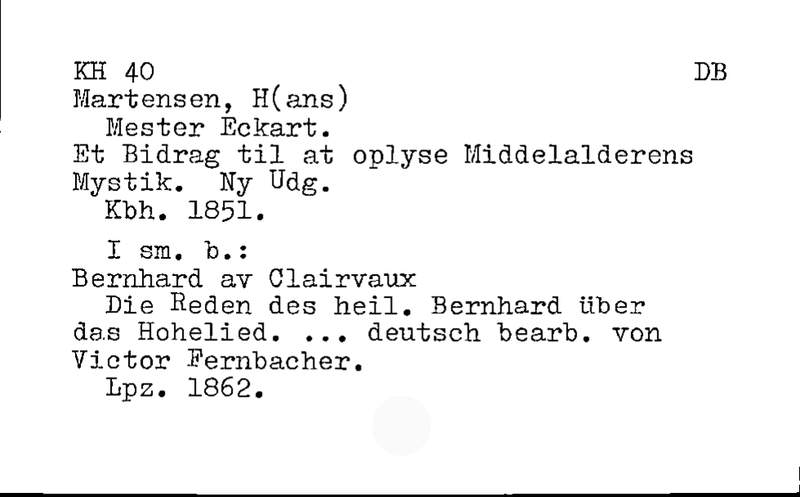 KH 40 DB
Martensen, H(ans)
Mester Eckart.
Et Bidrag til at oplyse Middelalderens
Mystik. Ny Udg.
Kbh. 1851.
I sm. b.:
Bernhard av Clairvaux
Die Reden des heil. Bernhard über
das Hohelied. ... deutsch bearb. von
Victor Fernbacher.
Lpz. 1862.